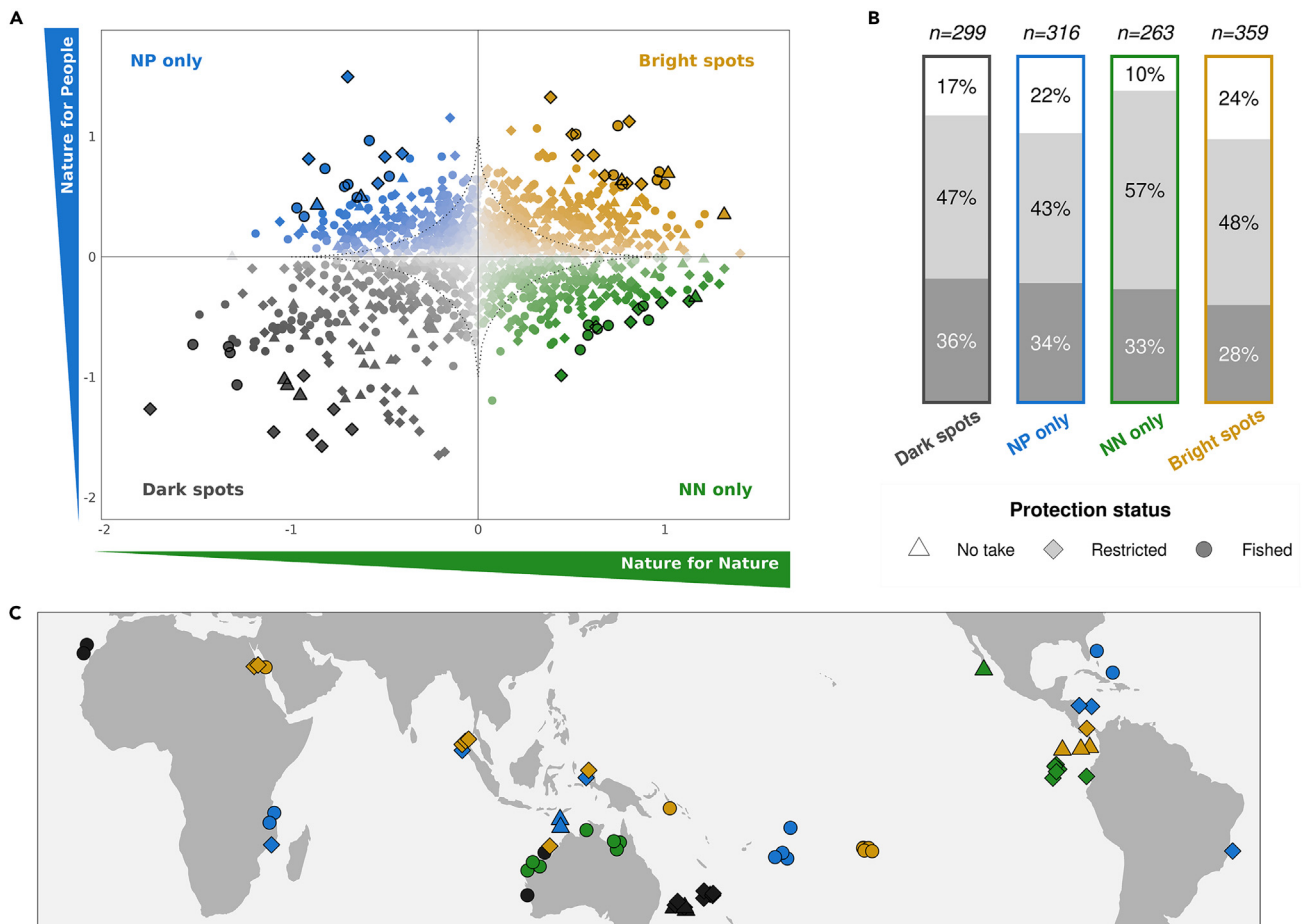 A
NP only
Bright spots
Nature for People
1
0
-1
-2
Dark spots
NN only
-2
-1
0
1
Nature for Nature
B
n=299
n=316
n=263
n=359
17%
22%
10%
24%
47%
43%
57%
48%
36%
34%
33%
28%
Dark spots
NP only
NN only
Bright spots
Protection status
No take
Restricted
Fished
C